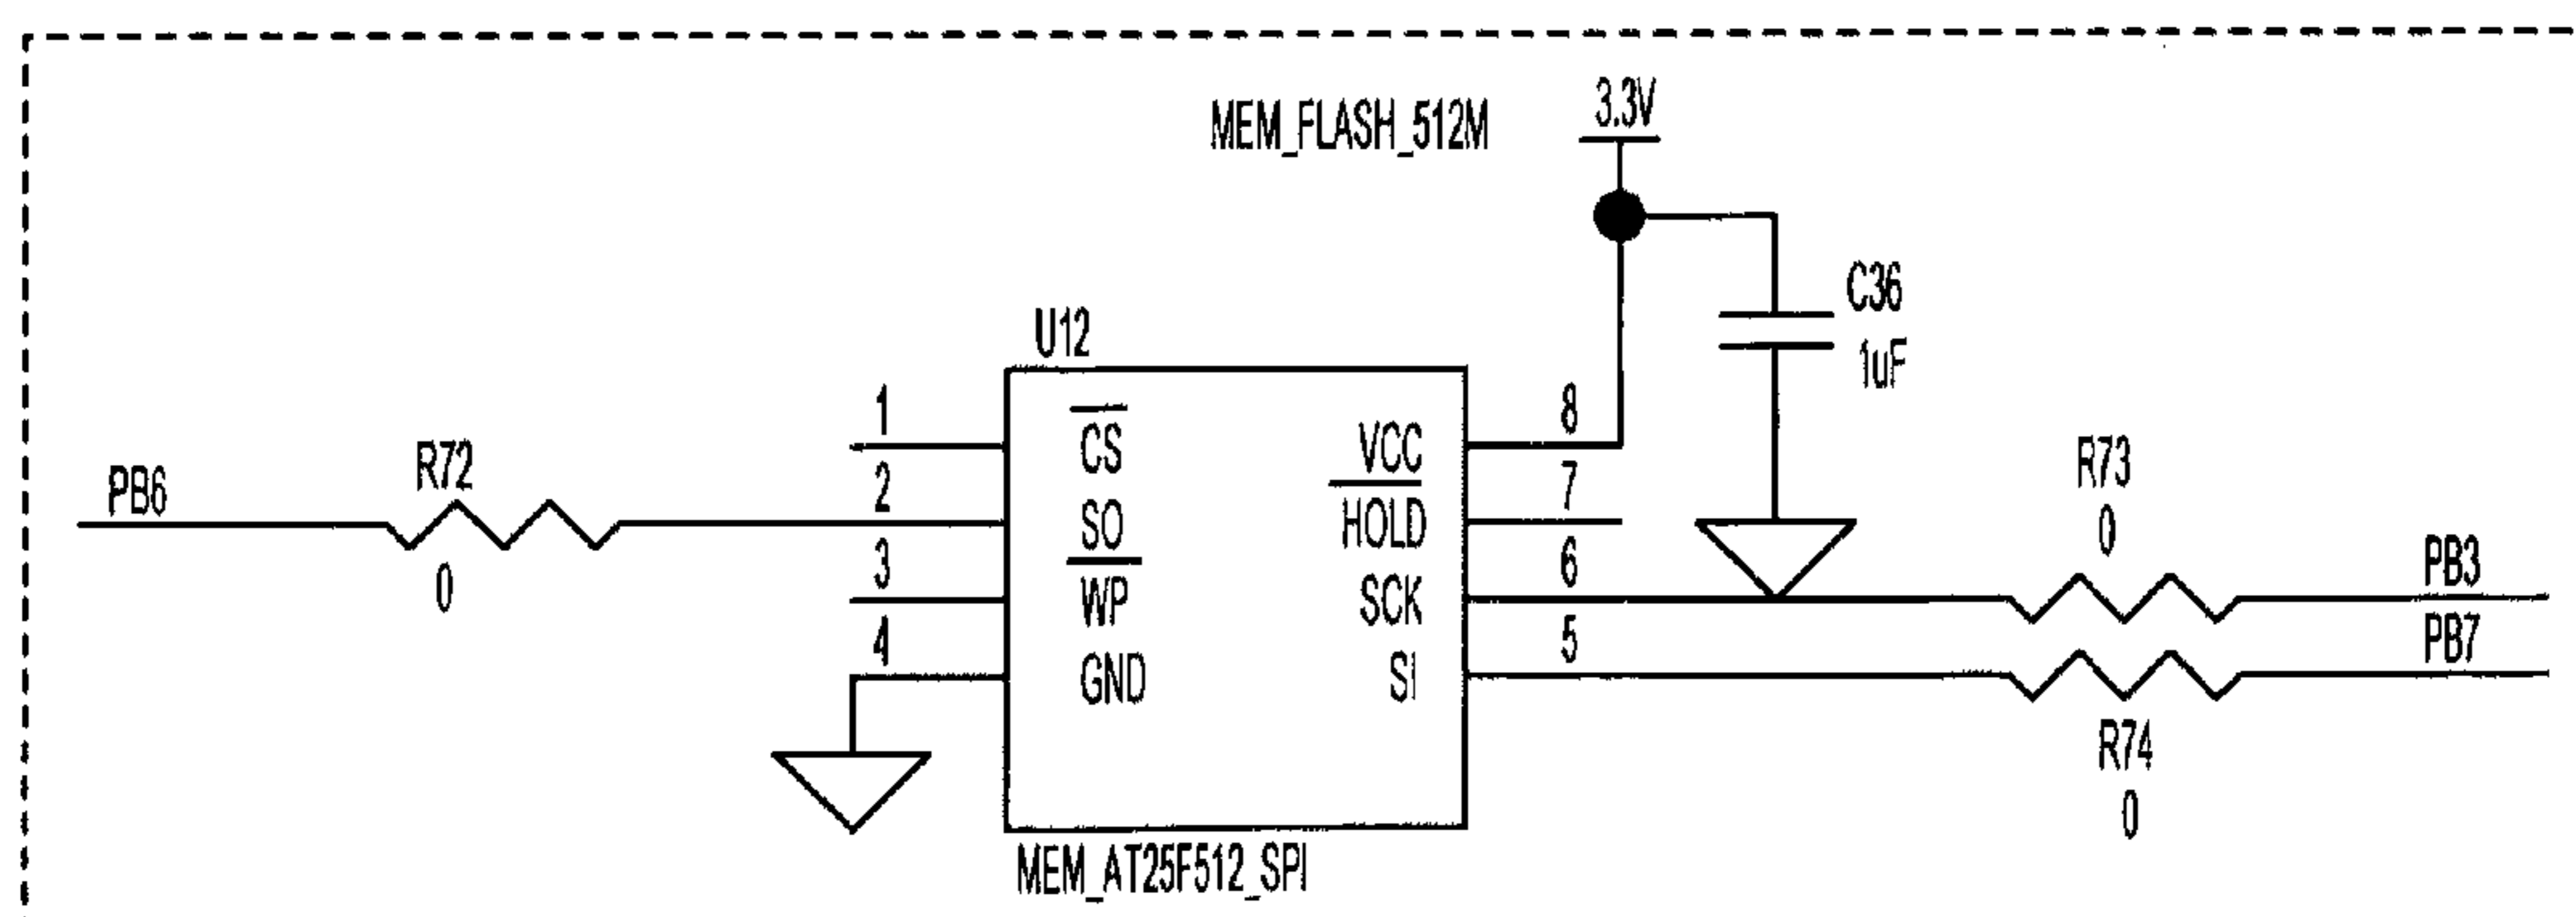 MEM_FLASH_512M
3.3V
C36
1uF
U12
1
2
3
4
CS
SO
WP
GND
VCC
HOLD
SCK
SI
8
7
6
5
PB6
R72
0
R73
0
PB3
PB7
R74
0
MEM_AT25F512_SPI